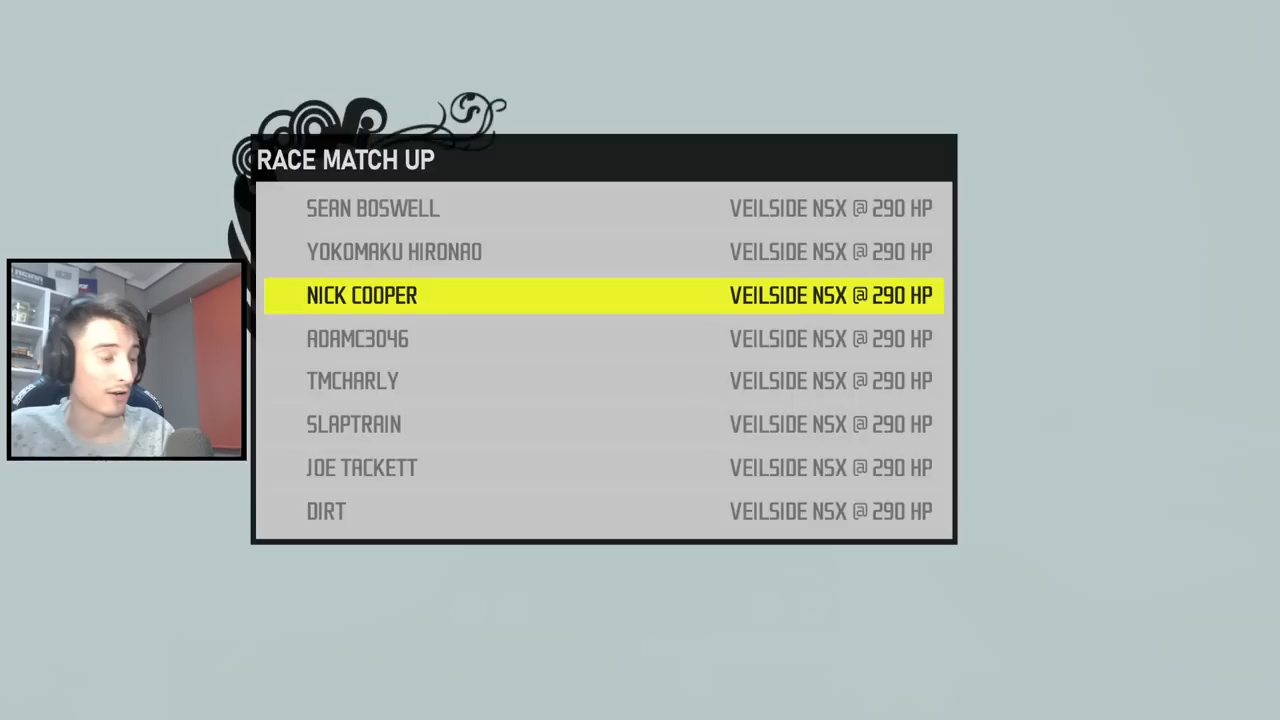 RACE MATCH UP
SEAN BOSWELL VEILSIDE NSX @ 290 HP
YOKOMAKU HIRONAO VEILSIDE NSX @ 290 HP
NICK COOPER VEILSIDE NSX @ 290 HP
ADAMC3046 VEILSIDE NSX @ 290 HP
TMCHARLY VEILSIDE NSX @ 290 HP
SLAPTRAIN VEILSIDE NSX @ 290 HP
JOE TACKETT VEILSIDE NSX @ 290 HP
DIRT VEILSIDE NSX @ 290 HP